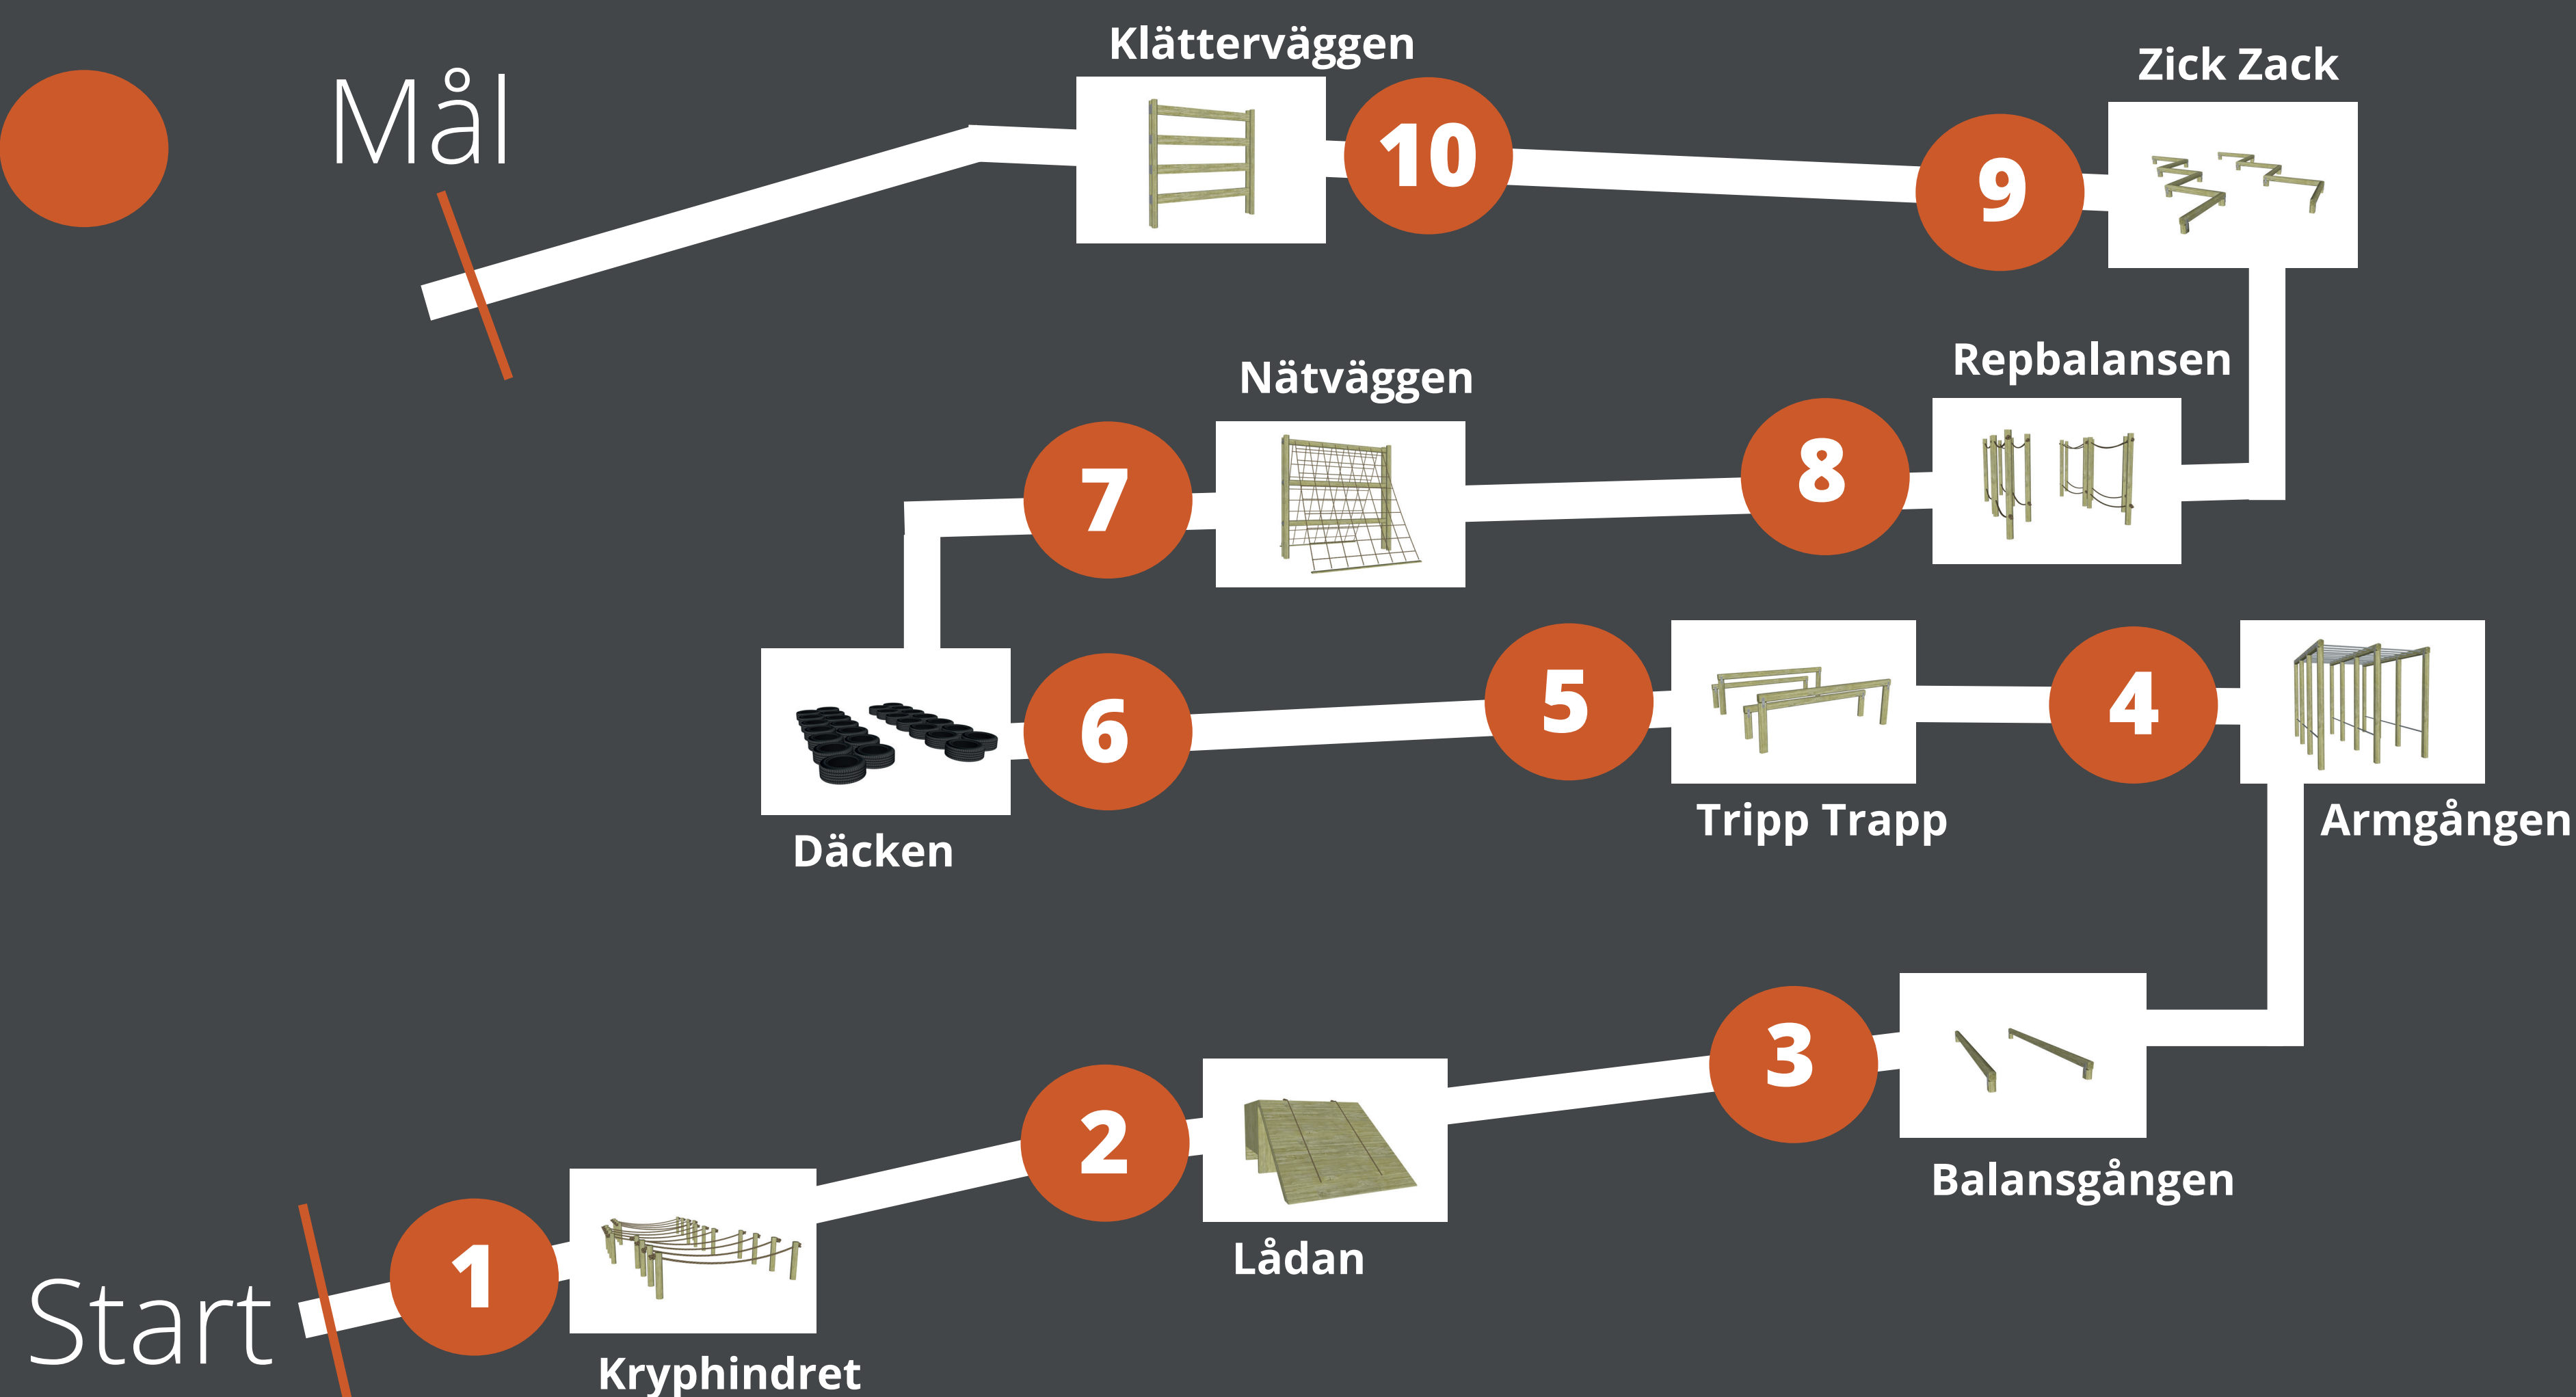 Klätterväggen
Zick Zack
Mål
10
9
Nätväggen
Repbalansen
7
8
6
5
4
Däcken
Tripp Trapp
Armgången
3
2
Balansgången
Lådan
1
Start
Kryphindret